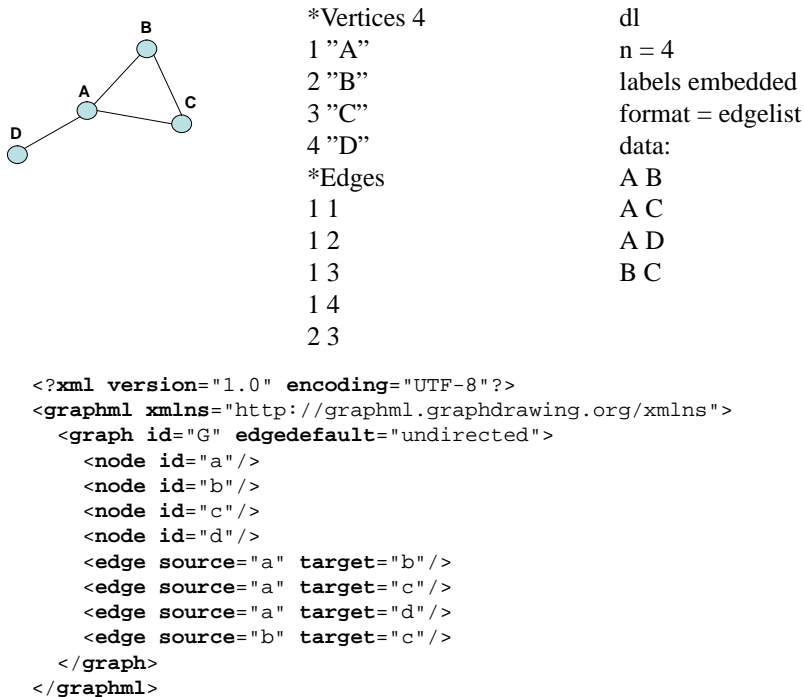 B
A
C
D
*Vertices 4
1 ”A”
2 ”B”
3 ”C”
4 ”D”
*Edges
1 1
1 2
1 3
1 4
2 3
dl
n = 4
labels embedded
format = edgelist
data:
A B
A C
A D
B C
<?xml version="1.0" encoding="UTF-8"?>
<graphml xmlns="http://graphml.graphdrawing.org/xmlns">
<graph id="G" edgedefault="undirected">
<node id="a"/>
<node id="b"/>
<node id="c"/>
<node id="d"/>
<edge source="a" target="b"/>
<edge source="a" target="c"/>
<edge source="a" target="d"/>
<edge source="b" target="c"/>
</graph>
</graphml>